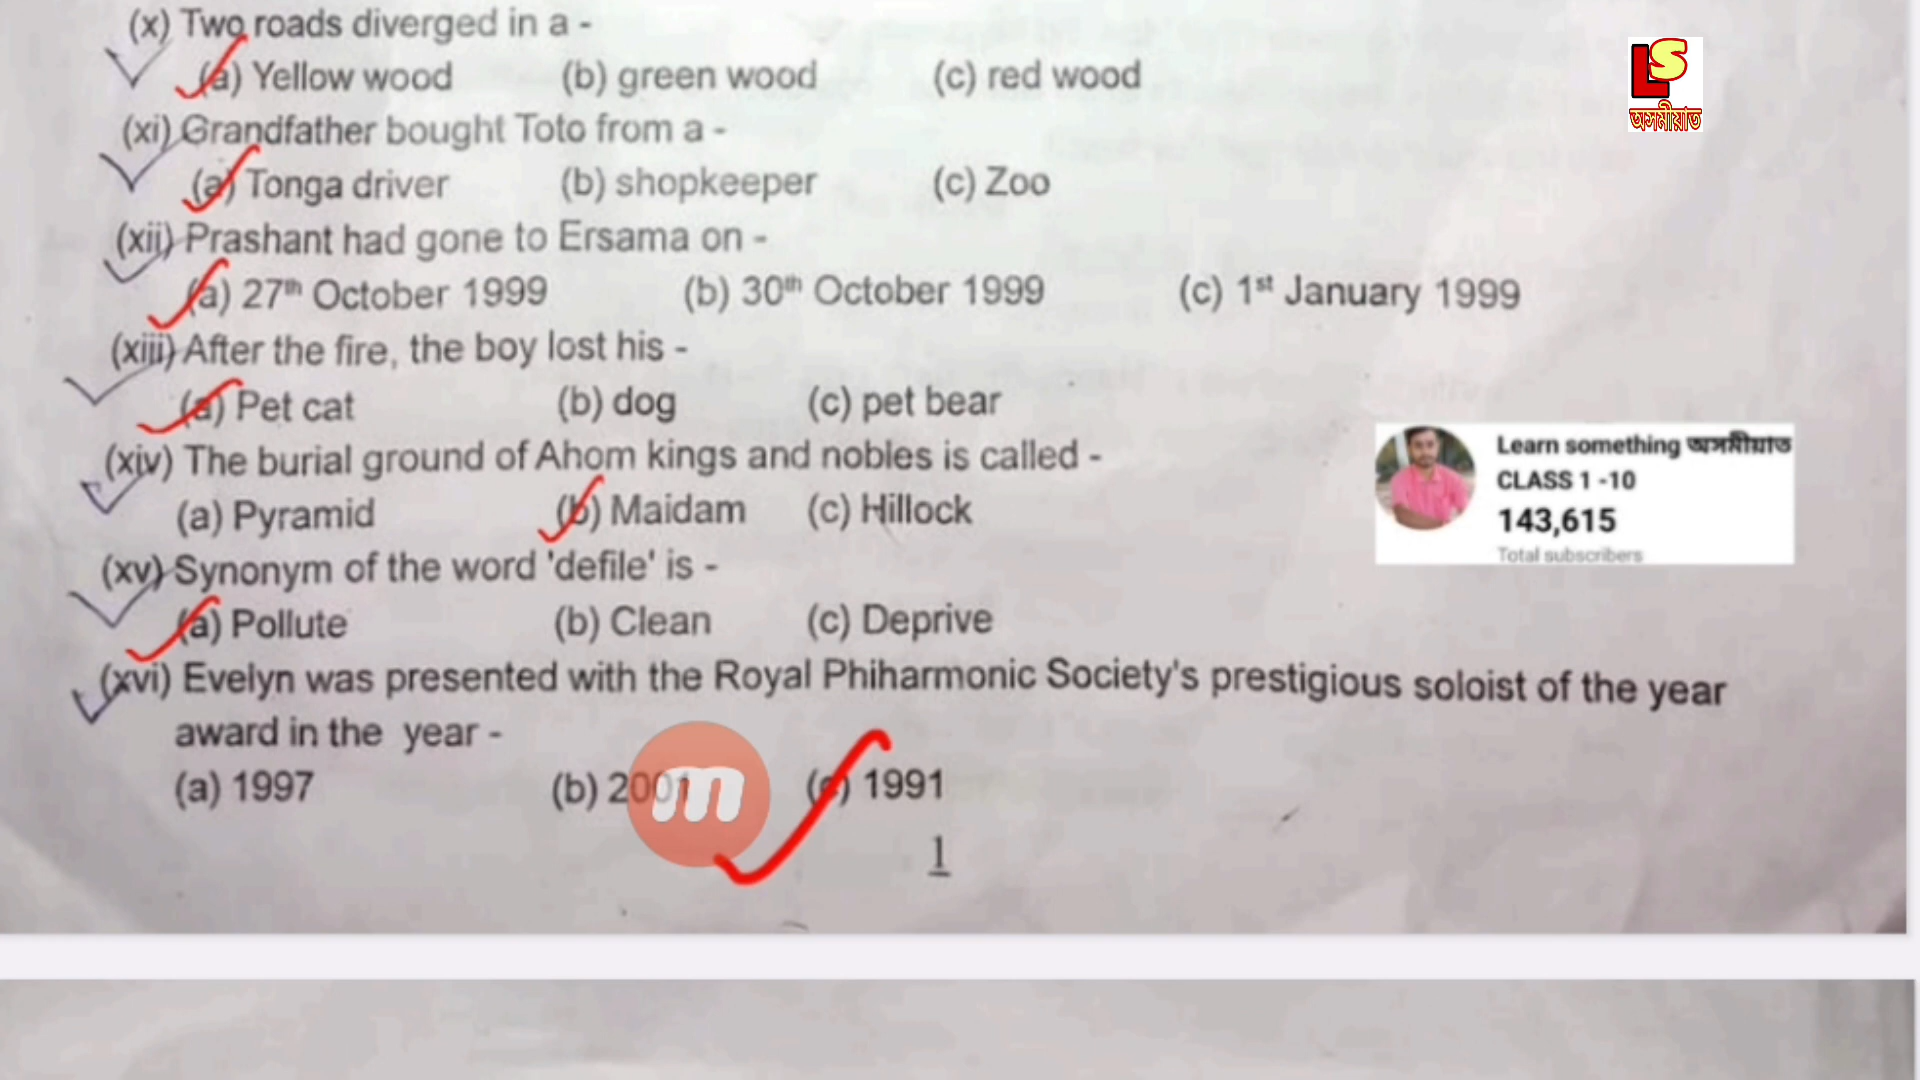 (x) Two roads diverged in a -
(a) Yellow wood (b) green wood (c) red wood
(xi) Grandfather bought Toto from a -
(a) Tonga driver (b) shopkeeper (c) Zoo
(xii) Prashant had gone to Ersama on -
(a) 27th October 1999 (b) 30th October 1999 (c) 1st January 1999
(xiii) After the fire, the boy lost his -
(a) Pet cat (b) dog (c) pet bear
(xiv) The burial ground of Ahom kings and nobles is called -
(a) Pyramid (b) Maidam (c) Hillock
(xv) Synonym of the word 'defile' is -
(a) Pollute (b) Clean (c) Deprive
(xvi) Evelyn was presented with the Royal Phiharmonic Society's prestigious soloist of the year
award in the year -
(a) 1997 (b) 2001 (c) 1991
1
LS
অসমীয়াত
Learn something অসমীয়াত
CLASS 1 -10
143,615
Total subscribers
m